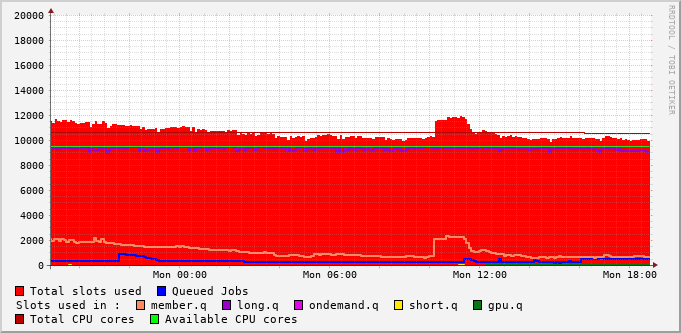 20000
18000
16000
14000
12000
10000
8000
6000
4000
2000
0
Mon 00:00 Mon 06:00 Mon 12:00 Mon 18:00
Total slots used Queued Jobs
Slots used in : member.q long.q ondemand.q short.q gpu.q
Total CPU cores Available CPU cores
RRDTOOL / TOBI OETIKER